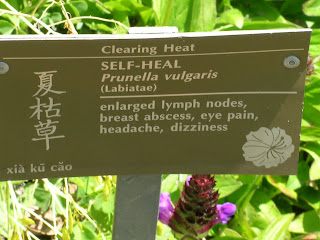 Clearing Heat
SELF-HEAL
Prunella vulgaris
(Labiatae)
enlarged lymph nodes,
breast abscess, eye pain,
headache, dizziness
夏枯草
xià kū cǎo